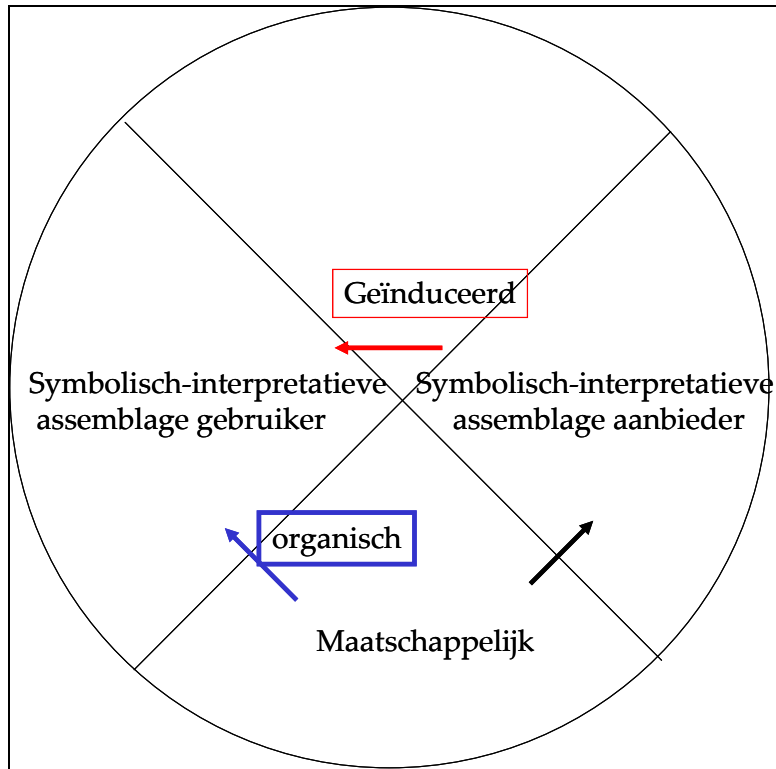 Geïnduceerd
Symbolisch-interpretatieve
assemblage gebruiker
Symbolisch-interpretatieve
assemblage aanbieder
organisch
Maatschappelijk